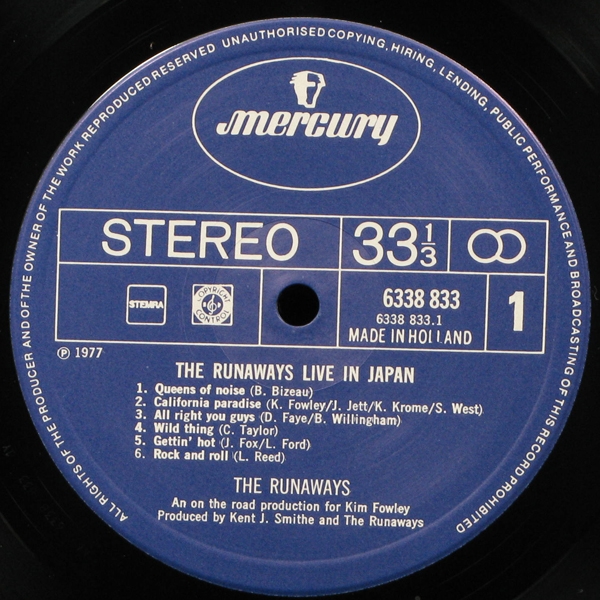 ALL RIGHTS OF THE PRODUCER AND OF THE OWNER OF THE WORK REPRODUCED RESERVED UNAUTHORISED COPYING, HIRING, LENDING, PUBLIC PERFORMANCE AND BROADCASTING OF THIS RECORD PROHIBITED
mercury
STEREO 33 1/3
STEMRA COPYRIGHT CONTROL 6338 833 1
6338 833.1
MADE IN HOLLAND
Ⓟ 1977
THE RUNAWAYS LIVE IN JAPAN
1. Queens of noise (B. Bizeau)
2. California paradise (K. Fowley/J. Jett/K. Krome/S. West)
3. All right you guys (D. Faye/B. Willingham)
4. Wild thing (C. Taylor)
5. Gettin' hot (J. Fox/L. Ford)
6. Rock and roll (L. Reed)
THE RUNAWAYS
An on the road production for Kim Fowley
Produced by Kent J. Smithe and The Runaways